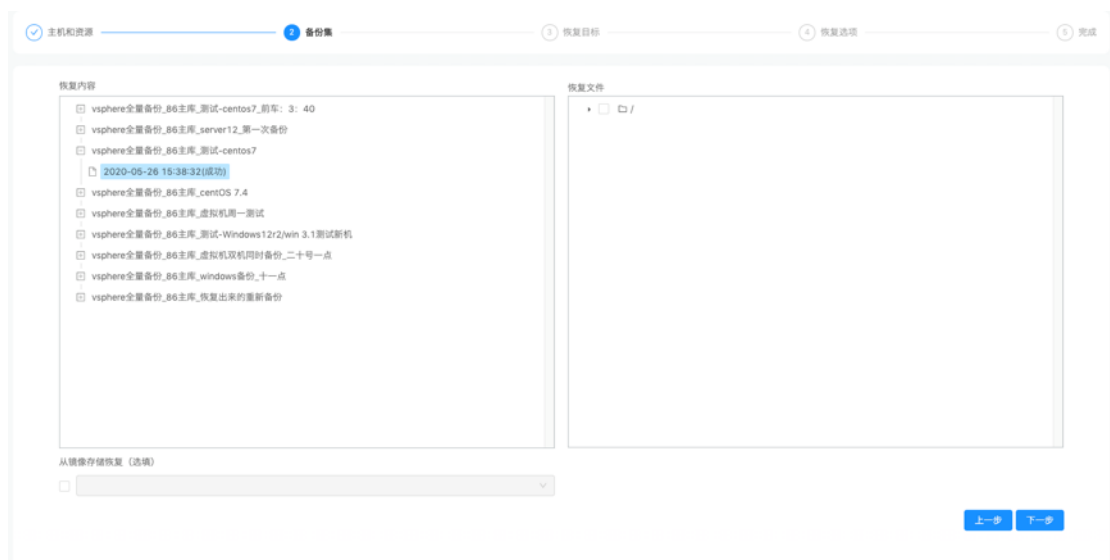 主机和资源
2 备份集
3 恢复目标
4 恢复选项
5 完成
恢复内容
vsphere全量备份_86主库_测试-centos7_前车：3：40
vsphere全量备份_86主库_server12_第一次备份
vsphere全量备份_86主库_测试-centos7
2020-05-26 15:38:32(成功)
vsphere全量备份_86主库_centOS 7.4
vsphere全量备份_86主库_虚拟机周一测试
vsphere全量备份_86主库_测试-Windows12r2/win 3.1测试新机
vsphere全量备份_86主库_虚拟机双机同时备份_二十号一点
vsphere全量备份_86主库_windows备份_十一点
vsphere全量备份_86主库_恢复出来的重新备份
恢复文件
/
从镜像存储恢复（选填）
上一步
下一步